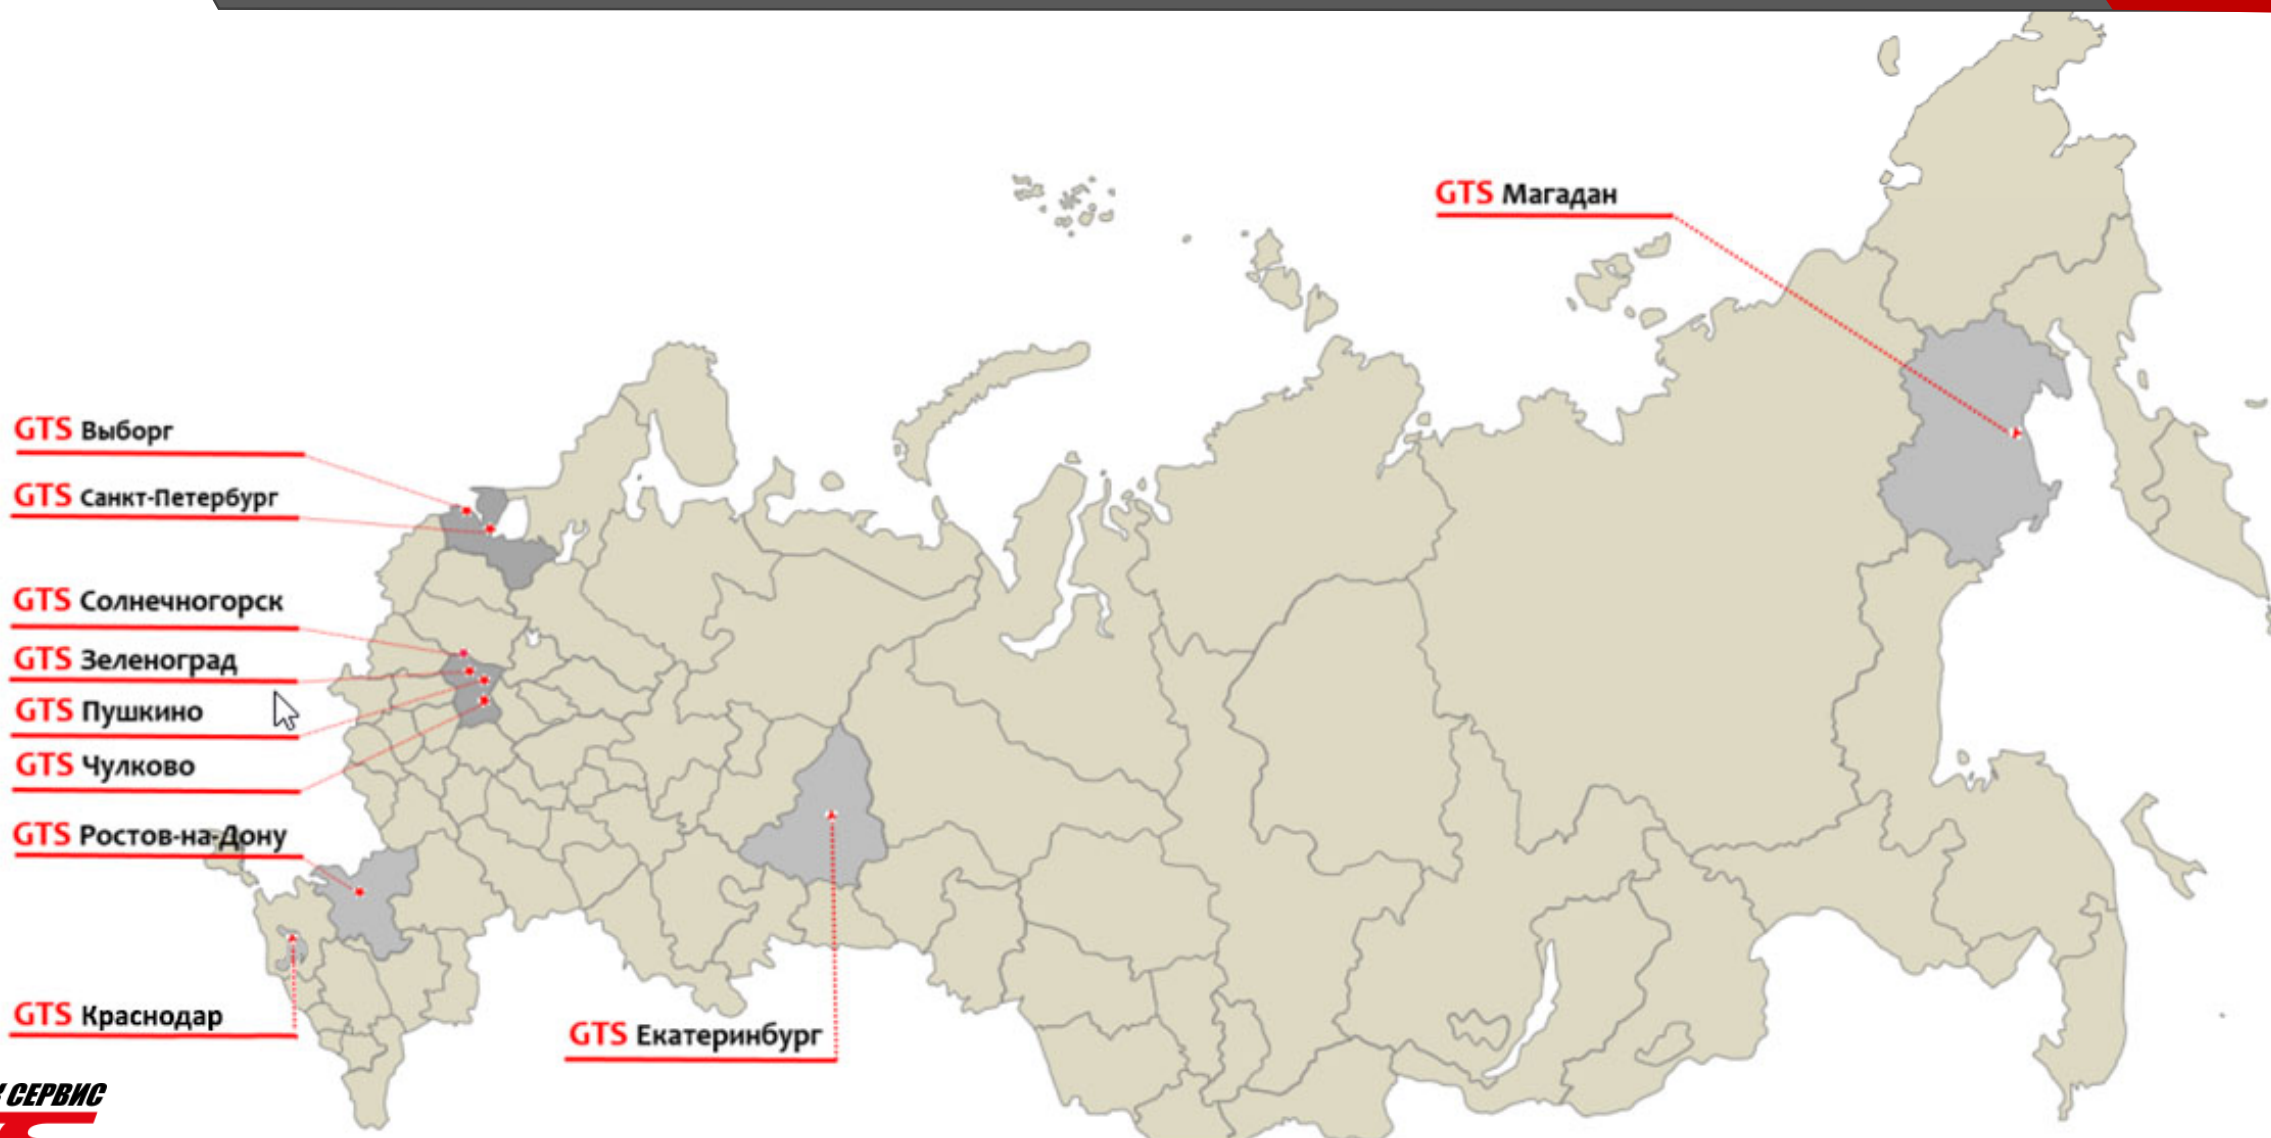 GTS Магадан
GTS Выборг
GTS Санкт-Петербург
GTS Солнечногорск
GTS Зеленоград
GTS Пушкино
GTS Чулково
GTS Ростов-на-Дону
GTS Краснодар
GTS Екатеринбург
СЕРВИС